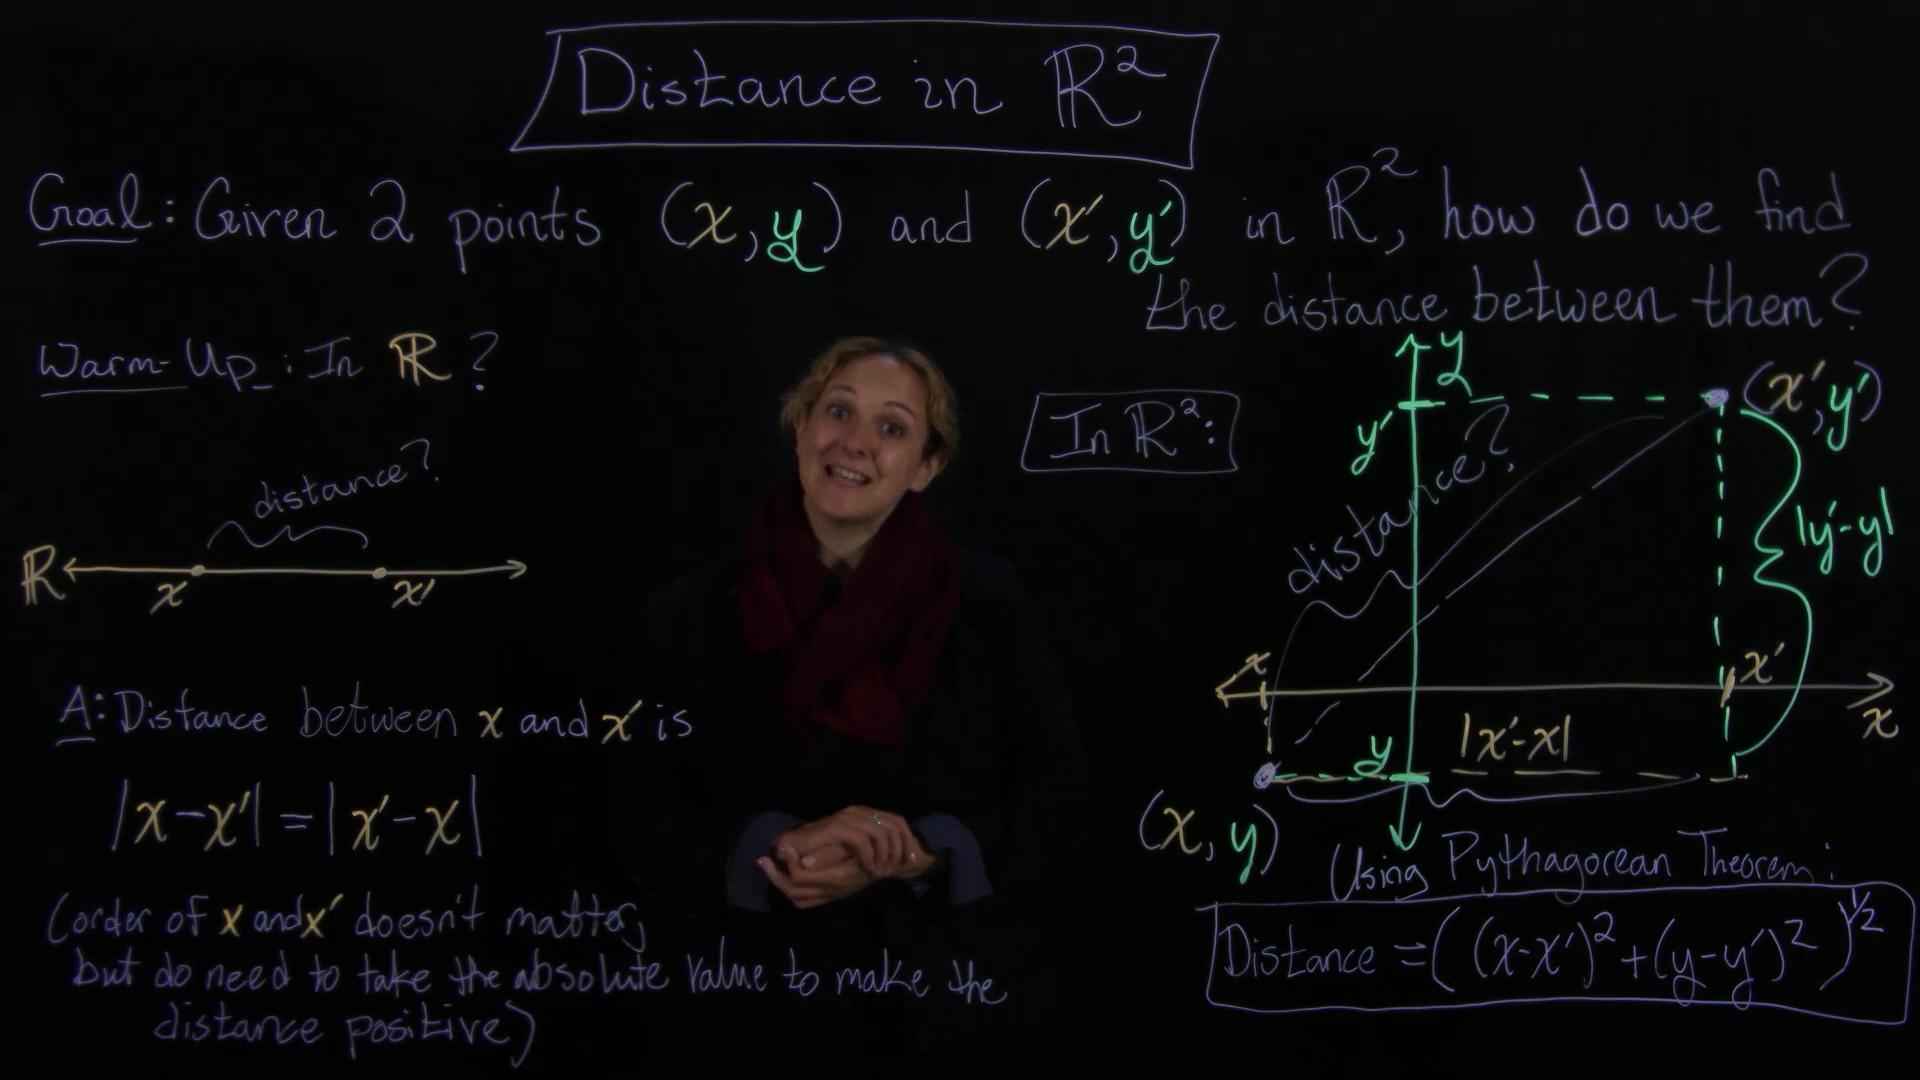 Distance in ℝ²
Goal: Given 2 points (x, y) and (x', y') in ℝ², how do we find
the distance between them?
Warm-Up: In ℝ?
distance?
ℝ
x
x'
A: Distance between x and x' is
|x-x'| = |x'-x|
(order of x and x' doesn't matter,
but do need to take the absolute value to make the
distance positive)
In ℝ²:
y
(x', y')
y'
distance?
|y'-y|
x
x'
x
y
|x'-x|
(x, y)
Using Pythagorean Theorem:
Distance = ((x-x')² + (y-y')²)^1/2